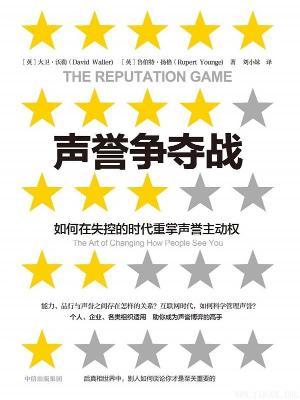 [英] 大卫·沃勒 (David Waller) [英] 鲁伯特·扬格 (Rupert Younge) 著 刘小妹 译
THE REPUTATION GAME
声誉争夺战
如何在失控的时代重掌声誉主动权
The Art of Changing How People See You
能力、品行与声誉之间存在怎样的关系？互联网时代，如何科学管理声誉？
个人、企业、各类组织适用 助你成为声誉博弈的高手
中信出版集团
后真相世界中，别人如何谈论你才是至关重要的